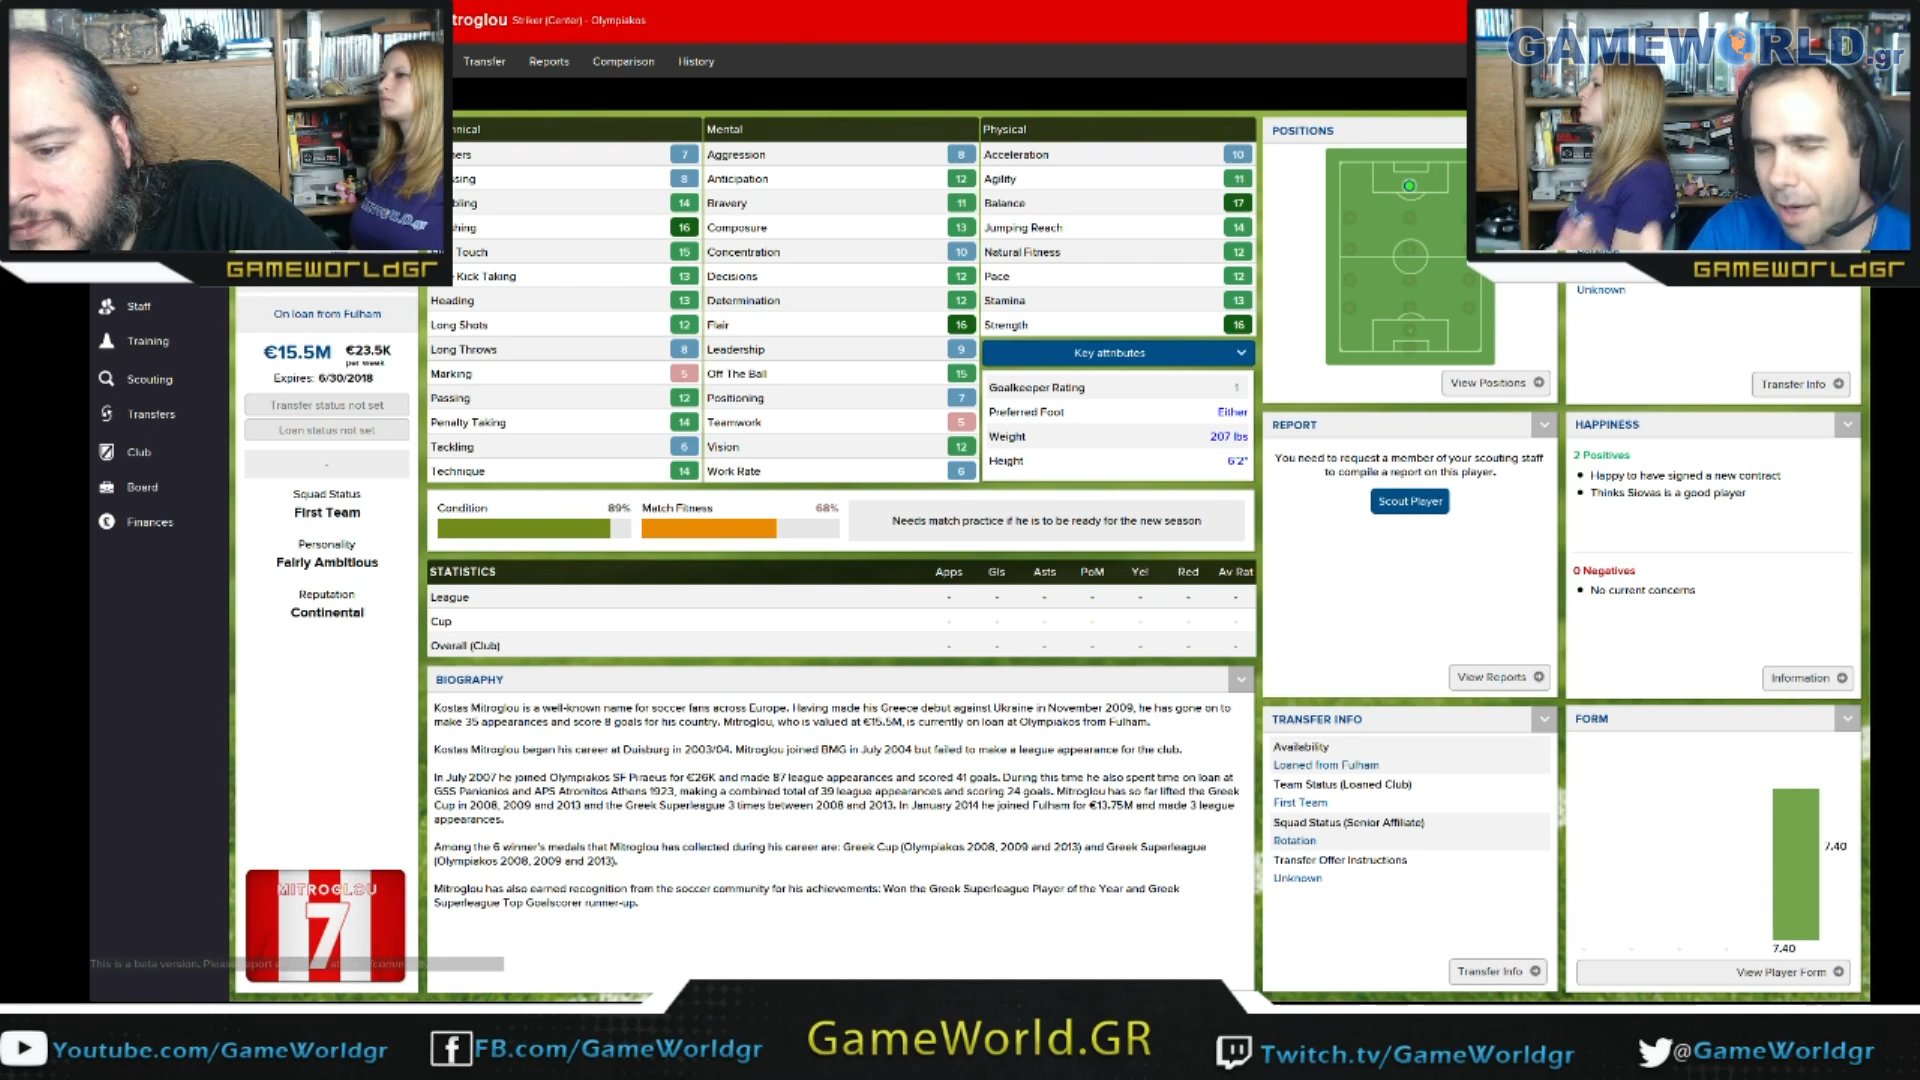 troglou Striker (Center) - Olympiakos
GAMEWORLD.gr
Transfer Reports Comparison History
GAMEWORLDGR
GAMEWORLDGR
Staff
Training
Scouting
Transfers
Club
Board
Finances
On loan from Fulham
€15.5M €23.5K
per week
Expires: 6/30/2018
Transfer status not set
Loan status not set
-
Squad Status
First Team
Personality
Fairly Ambitious
Reputation
Continental
MITROGLOU
7
This is a beta version.
nical
ners 7
ssing 8
bling 14
hing 16
Touch 15
Kick Taking 13
Heading 13
Long Shots 12
Long Throws 8
Marking 5
Passing 12
Penalty Taking 14
Tackling 6
Technique 14
Mental
Aggression 8
Anticipation 12
Bravery 11
Composure 13
Concentration 10
Decisions 12
Determination 12
Flair 16
Leadership 9
Off The Ball 15
Positioning 7
Teamwork 5
Vision 12
Work Rate 6
Physical
Acceleration 10
Agility 11
Balance 17
Jumping Reach 14
Natural Fitness 12
Pace 12
Stamina 13
Strength 16
Key attributes
Goalkeeper Rating 1
Preferred Foot Either
Weight 207 lbs
Height 6'2"
Condition 89% Match Fitness 68%
Needs match practice if he is to be ready for the new season
STATISTICS Apps Gls Asts PoM Yel Red Av Rat
League - - - - - - -
Cup - - - - - - -
Overall (Club) - - - - - - -
BIOGRAPHY
Kostas Mitroglou is a well-known name for soccer fans across Europe. Having made his Greece debut against Ukraine in November 2009, he has gone on to
make 35 appearances and score 8 goals for his country. Mitroglou, who is valued at €15.5M, is currently on loan at Olympiakos from Fulham.
Kostas Mitroglou began his career at Duisburg in 2003/04. Mitroglou joined BMG in July 2004 but failed to make a league appearance for the club.
In July 2007 he joined Olympiakos SF Piraeus for €26K and made 87 league appearances and scored 41 goals. During this time he also spent time on loan at
GSS Panionios and APS Atromitos Athens 1923, making a combined total of 39 league appearances and scoring 24 goals. Mitroglou has so far lifted the Greek
Cup in 2008, 2009 and 2013 and the Greek Superleague 3 times between 2008 and 2013. In January 2014 he joined Fulham for €13.75M and made 3 league
appearances.
Among the 6 winner's medals that Mitroglou has collected during his career are: Greek Cup (Olympiakos 2008, 2009 and 2013) and Greek Superleague
(Olympiakos 2008, 2009 and 2013).
Mitroglou has also earned recognition from the soccer community for his achievements: Won the Greek Superleague Player of the Year and Greek
Superleague Top Goalscorer runner-up.
POSITIONS
View Positions
Unknown
Transfer Info
REPORT
You need to request a member of your scouting staff
to compile a report on this player.
Scout Player
View Reports
HAPPINESS
2 Positives
• Happy to have signed a new contract
• Thinks Siovas is a good player
0 Negatives
• No current concerns
Information
TRANSFER INFO
Availability
Loaned from Fulham
Team Status (Loaned Club)
First Team
Squad Status (Senior Affiliate)
Rotation
Transfer Offer Instructions
Unknown
Transfer Info
FORM
7.40
7.40
View Player Form
Youtube.com/GameWorldgr
FB.com/GameWorldgr
GameWorld.GR
Twitch.tv/GameWorldgr
@GameWorldgr